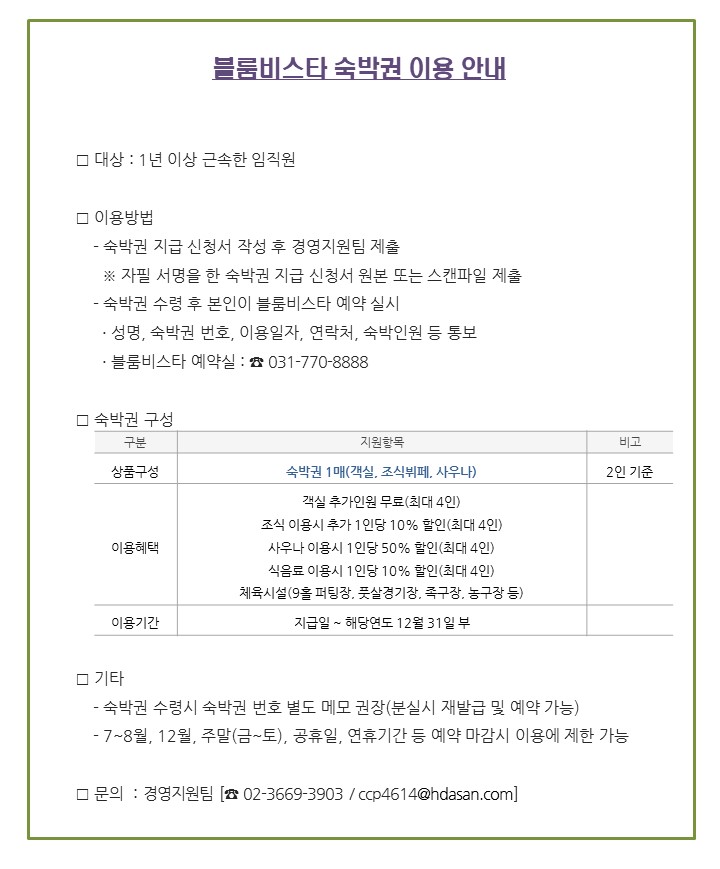 블룸비스타 숙박권 이용 안내
□ 대상 : 1년 이상 근속한 임직원
□ 이용방법
- 숙박권 지급 신청서 작성 후 경영지원팀 제출
※ 자필 서명을 한 숙박권 지급 신청서 원본 또는 스캔파일 제출
- 숙박권 수령 후 본인이 블룸비스타 예약 실시
· 성명, 숙박권 번호, 이용일자, 연락처, 숙박인원 등 통보
· 블룸비스타 예약실 : ☎ 031-770-8888
□ 숙박권 구성
구분 지원항목 비고
상품구성 숙박권 1매(객실, 조식뷔페, 사우나) 2인 기준
객실 추가인원 무료(최대 4인)
조식 이용시 추가 1인당 10% 할인(최대 4인)
이용혜택 사우나 이용시 1인당 50% 할인(최대 4인)
식음료 이용시 1인당 10% 할인(최대 4인)
체육시설(9홀 퍼팅장, 풋살경기장, 족구장, 농구장 등)
이용기간 지급일 ~ 해당연도 12월 31일 부
□ 기타
- 숙박권 수령시 숙박권 번호 별도 메모 권장(분실시 재발급 및 예약 가능)
- 7~8월, 12월, 주말(금~토), 공휴일, 연휴기간 등 예약 마감시 이용에 제한 가능
□ 문의 : 경영지원팀 [☎ 02-3669-3903 / ccp4614@hdasan.com]